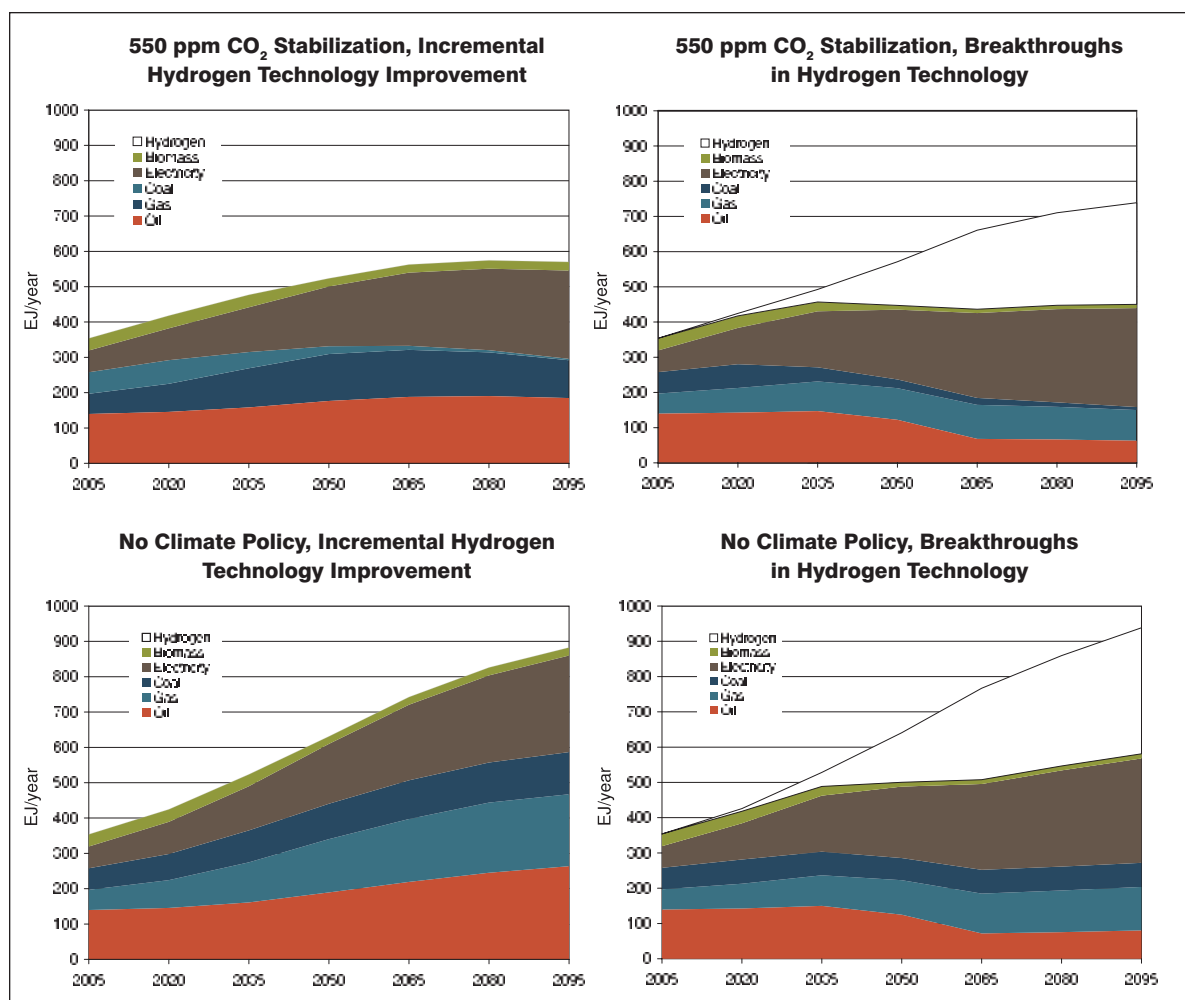 550 ppm CO₂ Stabilization, Incremental
Hydrogen Technology Improvement
1000
900
800
700
600
500
400
300
200
100
0
EJ/year
Hydrogen
Biomass
Electricity
Coal
Gas
Oil
2005 2020 2035 2050 2065 2080 2095
550 ppm CO₂ Stabilization, Breakthroughs
in Hydrogen Technology
1000
900
800
700
600
500
400
300
200
100
0
EJ/year
Hydrogen
Biomass
Electricity
Coal
Gas
Oil
2005 2020 2035 2050 2065 2080 2095
No Climate Policy, Incremental Hydrogen
Technology Improvement
1000
900
800
700
600
500
400
300
200
100
0
EJ/year
Hydrogen
Biomass
Electricity
Coal
Gas
Oil
2005 2020 2035 2050 2065 2080 2095
No Climate Policy, Breakthroughs
in Hydrogen Technology
1000
900
800
700
600
500
400
300
200
100
0
EJ/year
Hydrogen
Biomass
Electricity
Coal
Gas
Oil
2005 2020 2035 2050 2065 2080 2095